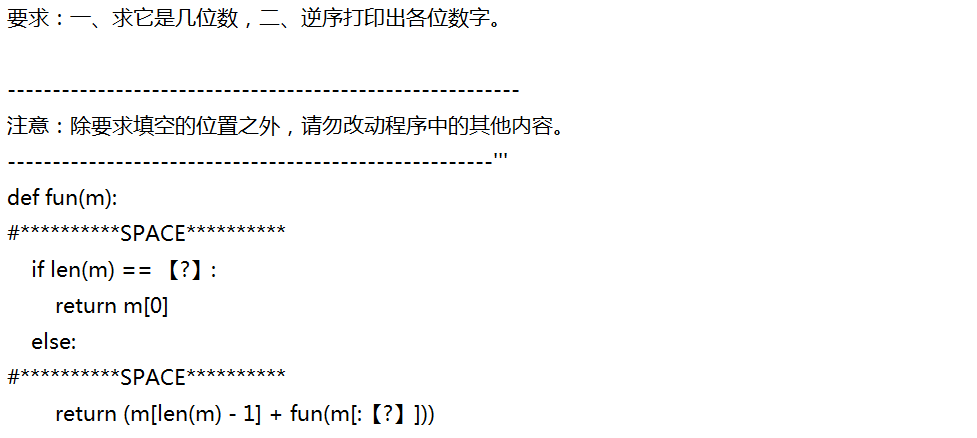 要求：一、求它是几位数，二、逆序打印出各位数字。
---------------------------------------------------------
注意：除要求填空的位置之外，请勿改动程序中的其他内容。
------------------------------------------------------'''
def fun(m):
#**********SPACE**********
    if len(m) == 【?】:
        return m[0]
    else:
#**********SPACE**********
        return (m[len(m) - 1] + fun(m[:【?】]))